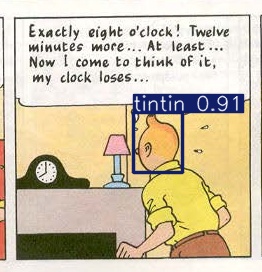 Exactly eight o'clock! Twelve
minutes more... At least...
Now I come to think of it,
my clock loses...
tintin 0.91